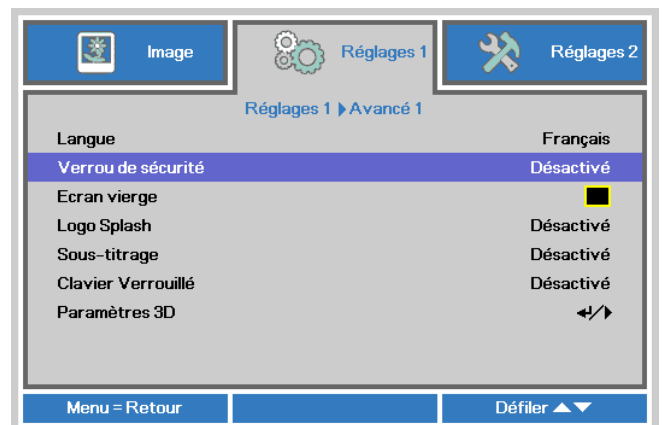 Image
Réglages 1
Réglages 2
Réglages 1 ▶ Avancé 1
Langue Français
Verrou de sécurité Désactivé
Ecran vierge
Logo Splash Désactivé
Sous-titrage Désactivé
Clavier Verrouillé Désactivé
Paramètres 3D ↵/▶
Menu = Retour
Défiler ▲▼